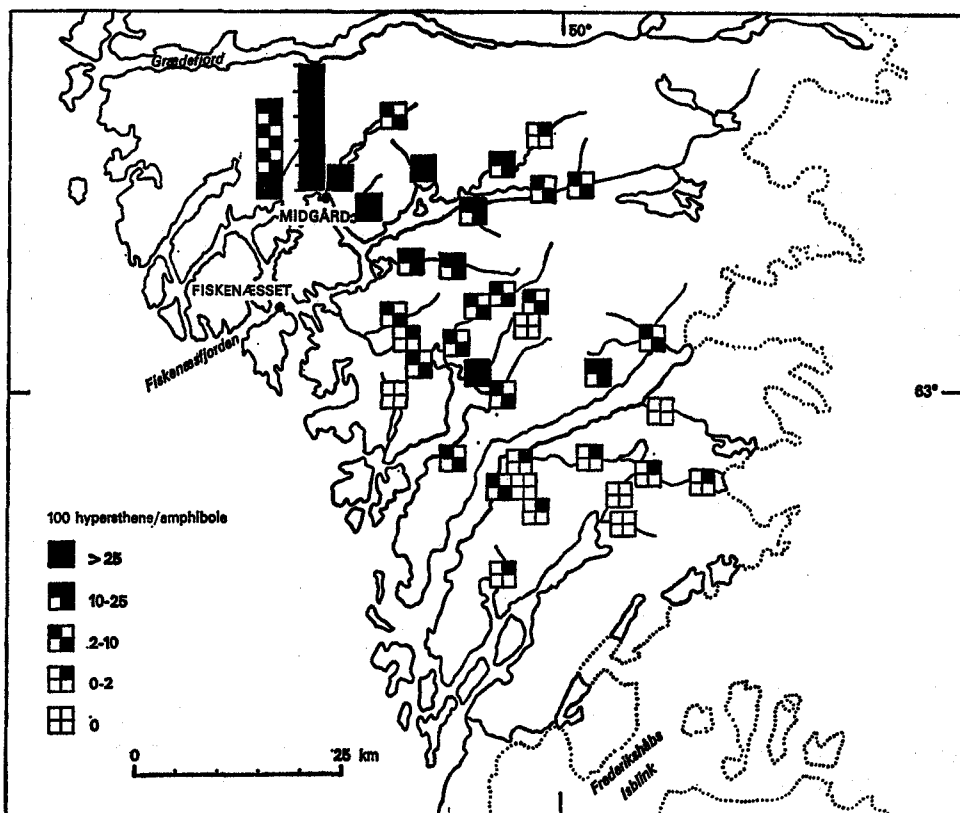 50°
Grædefjord
MIDGÅRD
FISKENÆSSET
Fiskenæsfjorden
63°
100 hypersthene/amphibole
>25
10-25
2-10
0-2
0
0 25 km
Frederikshåbs
Isblink